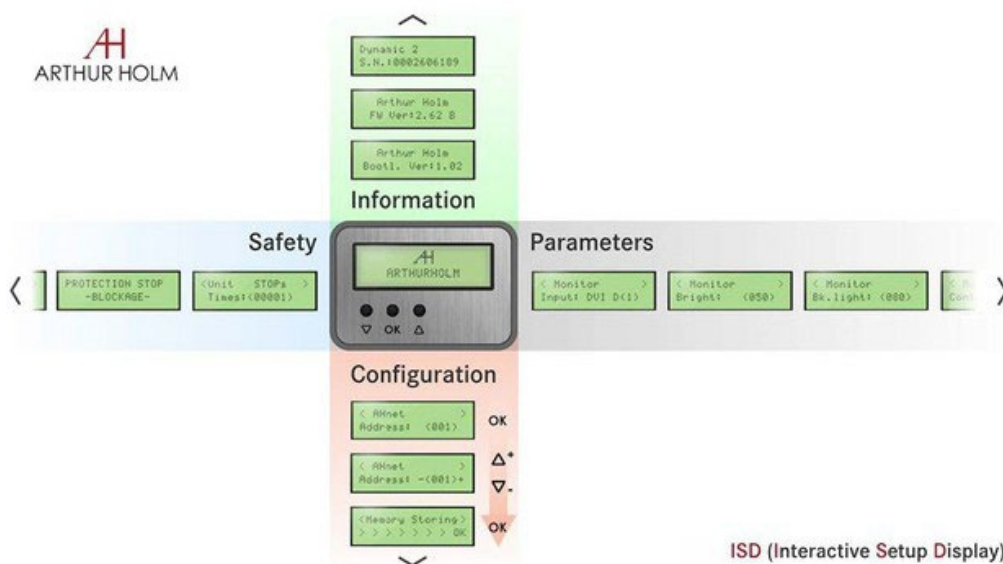 AH
ARTHUR HOLM
Dynamic 2
S.N.:0002606189
Arthur Holm
FW Ver:2.62 B
Arthur Holm
Bootl. Ver:1.02
Information
Safety
Parameters
PROTECTION STOP
-BLOCKAGE-
<Unit STOPs >
Times:(00001)
AH
ARTHURHOLM
▽ OK △
< Monitor >
Input: DVI D(1)
< Monitor >
Bright: (050)
< Monitor >
Bk.light: (080)
Configuration
< AHnet >
Address: (001)
OK
< AHnet >
Address: -(001)+
△+
▽-
<Memory Storing>
> > > > > > > OK
OK
ISD (Interactive Setup Display)